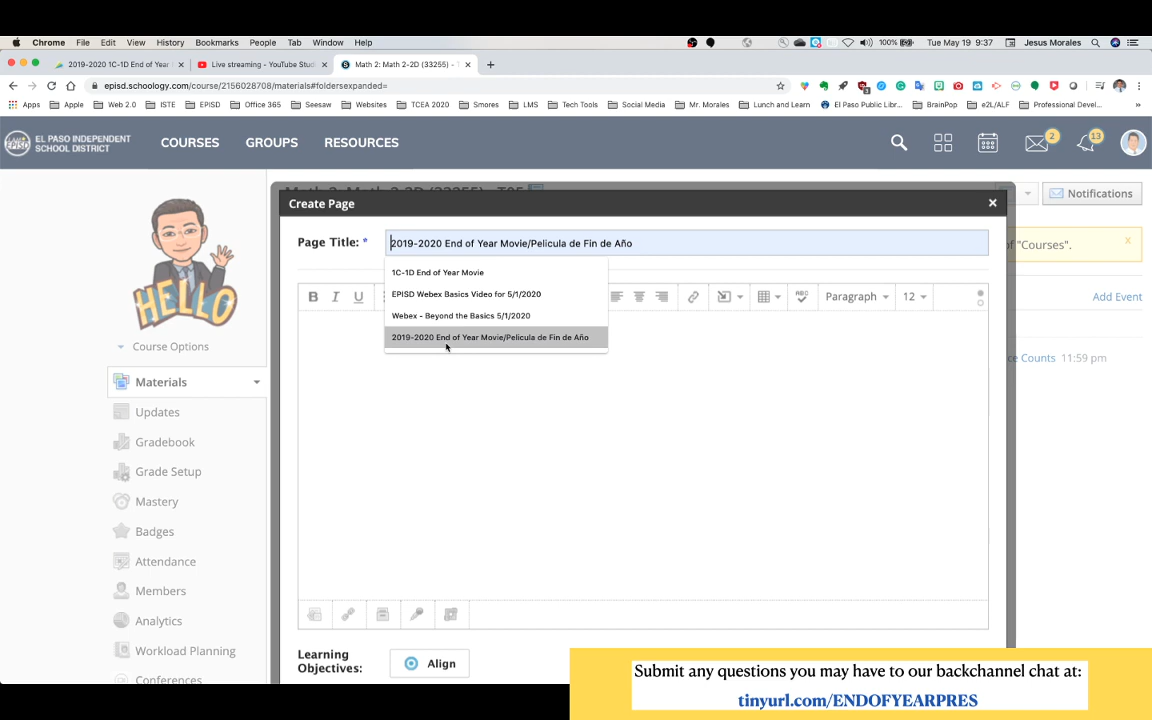 Chrome File Edit View History Bookmarks People Tab Window Help 100% Tue May 19 9:37 Jesus Morales
2019-2020 1C-1D End of Year × Live streaming - YouTube Stud × Math 2: Math 2-2D (33255) - T × +
episd.schoology.com/course/2156028708/materials#foldersexpanded=
Apps Apple Web 2.0 ISTE EPISD Office 365 Seesaw Websites TCEA 2020 Smores LMS Tech Tools Social Media Mr. Morales Lunch and Learn El Paso Public Libr... BrainPop e2L/ALF Professional Devel... »
EL PASO INDEPENDENT
SCHOOL DISTRICT
COURSES GROUPS RESOURCES 2 13
Notifications
Create Page ×
HELLO
Page Title: * 2019-2020 End of Year Movie/Pelicula de Fin de Año
of "Courses". x
1C-1D End of Year Movie
EPISD Webex Basics Video for 5/1/2020
Webex - Beyond the Basics 5/1/2020
2019-2020 End of Year Movie/Pelicula de Fin de Año
B I U ABC Paragraph 12
Add Event
Course Options
ce Counts 11:59 pm
Materials
Updates
Gradebook
Grade Setup
Mastery
Badges
Attendance
Members
Analytics
Workload Planning
Conferences
Learning
Objectives:
Align
Submit any questions you may have to our backchannel chat at:
tinyurl.com/ENDOFYEARPRES